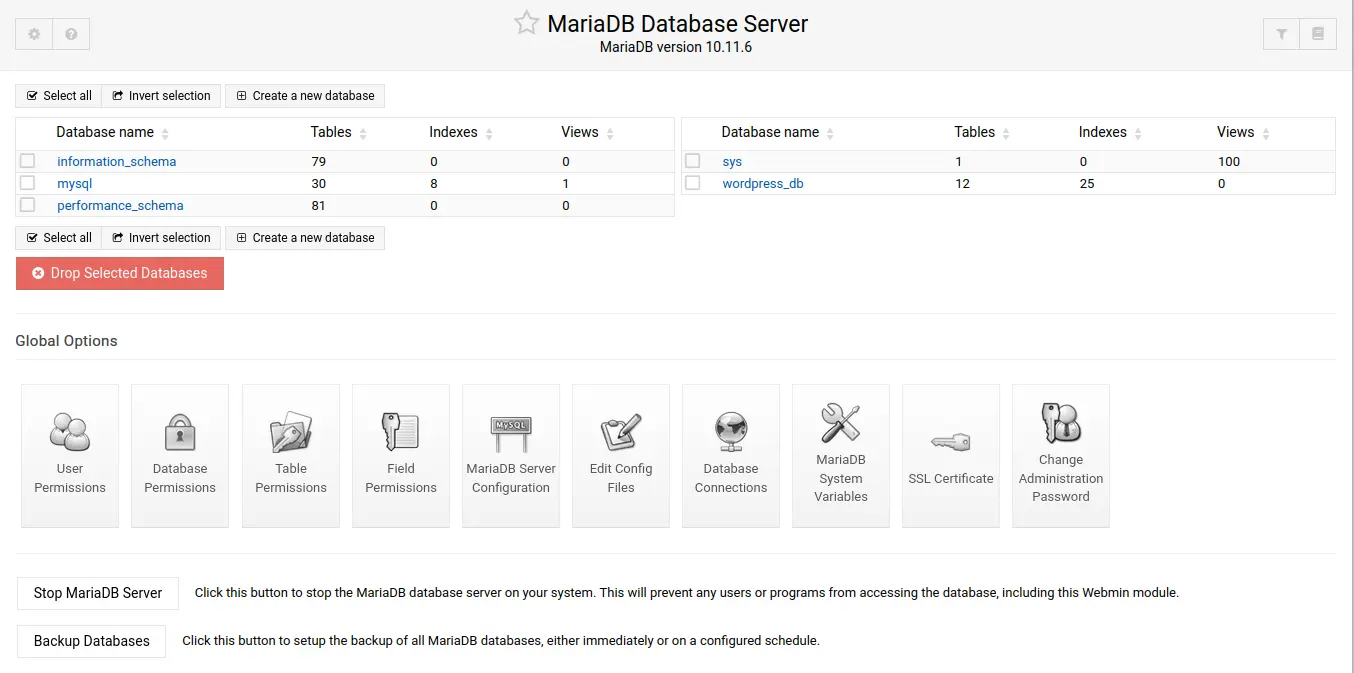 MariaDB Database Server
MariaDB version 10.11.6
Select all Invert selection Create a new database
Database name Tables Indexes Views
information_schema 79 0 0
mysql 30 8 1
performance_schema 81 0 0
Database name Tables Indexes Views
sys 1 0 100
wordpress_db 12 25 0
Select all Invert selection Create a new database
Drop Selected Databases
Global Options
User
Permissions
Database
Permissions
Table
Permissions
Field
Permissions
MySQL
MariaDB Server
Configuration
Edit Config
Files
Database
Connections
MariaDB
System
Variables
SSL Certificate
Change
Administration
Password
Stop MariaDB Server Click this button to stop the MariaDB database server on your system. This will prevent any users or programs from accessing the database, including this Webmin module.
Backup Databases Click this button to setup the backup of all MariaDB databases, either immediately or on a configured schedule.